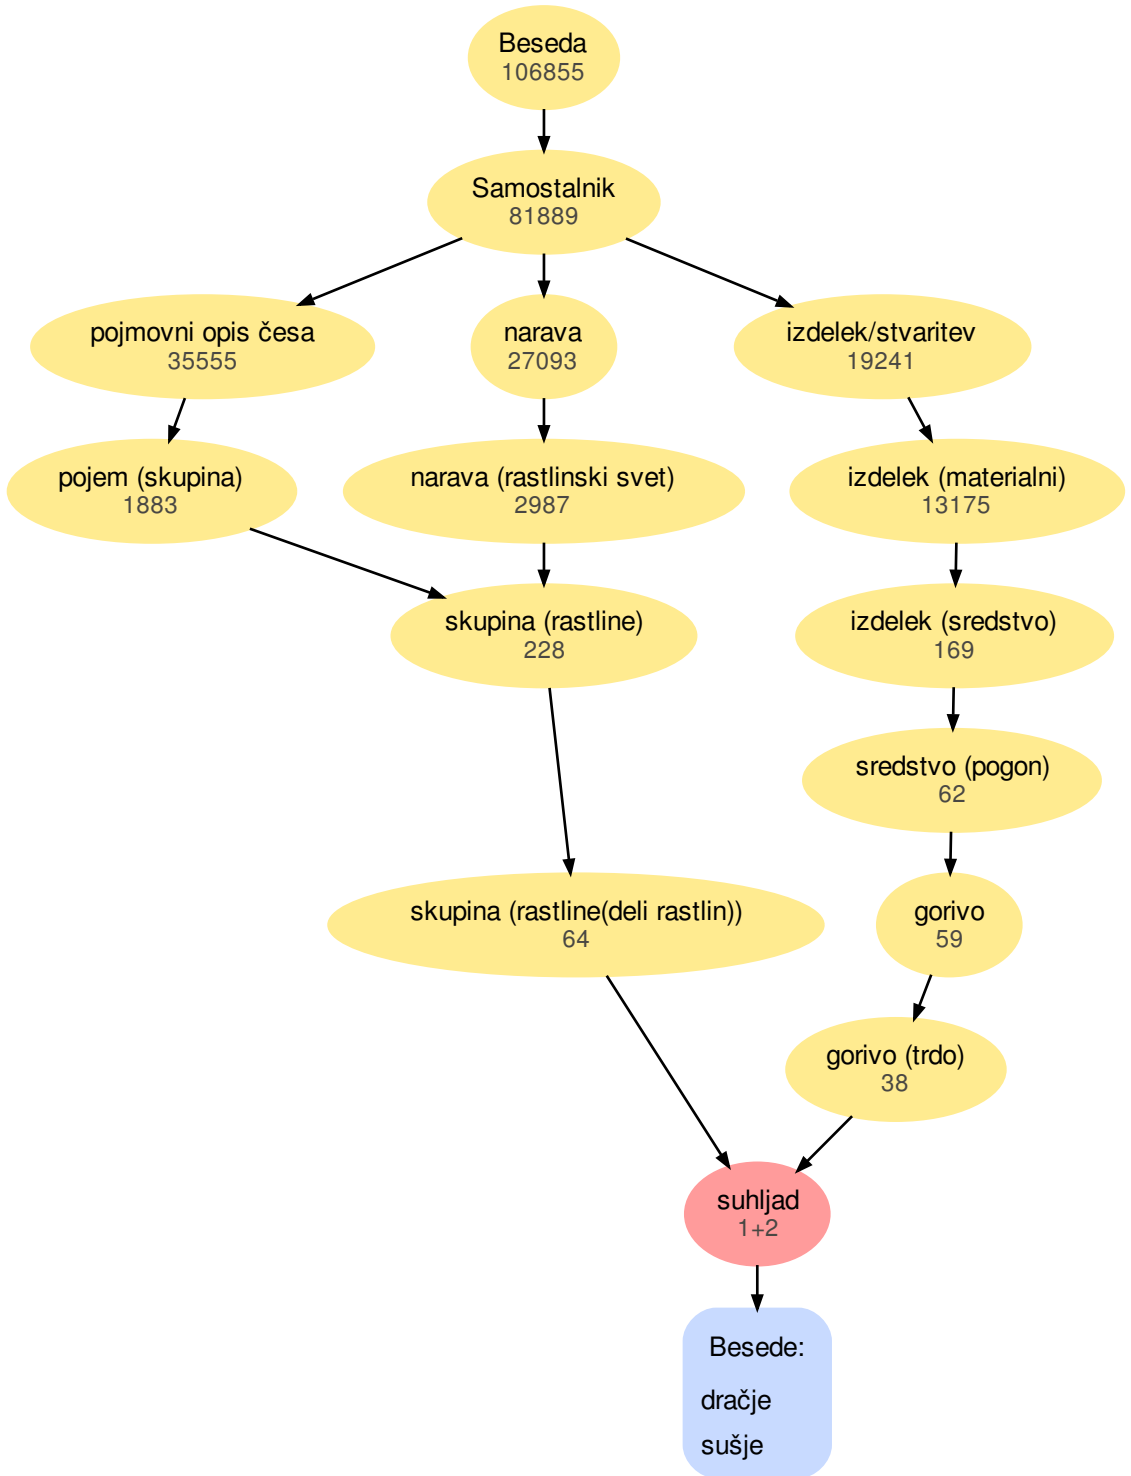 Beseda
106855
Samostalnik
81889
pojmovni opis česa
35555
narava
27093
izdelek/stvaritev
19241
pojem (skupina)
1883
narava (rastlinski svet)
2987
izdelek (materialni)
13175
skupina (rastline)
228
izdelek (sredstvo)
169
sredstvo (pogon)
62
skupina (rastline(deli rastlin))
64
gorivo
59
gorivo (trdo)
38
suhljad
1+2
Besede:
dračje
sušje